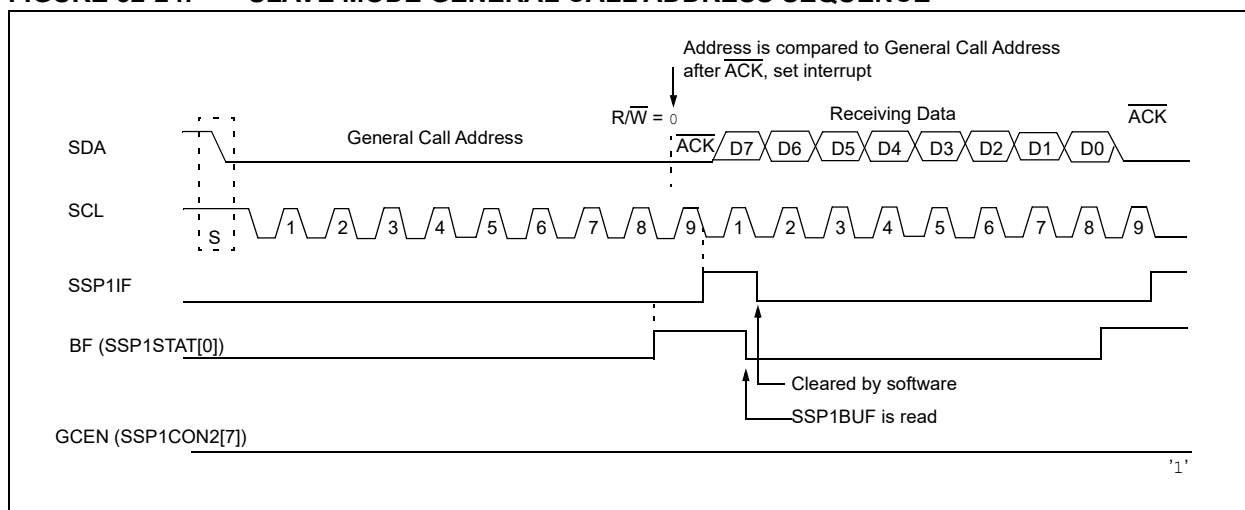 Address is compared to General Call Address
after ACK, set interrupt
R/W = 0
Receiving Data
ACK
SDA
General Call Address
ACK
D7 D6 D5 D4 D3 D2 D1 D0
SCL
S
1 2 3 4 5 6 7 8 9 1 2 3 4 5 6 7 8 9
SSP1IF
BF (SSP1STAT[0])
Cleared by software
SSP1BUF is read
GCEN (SSP1CON2[7])
'1'